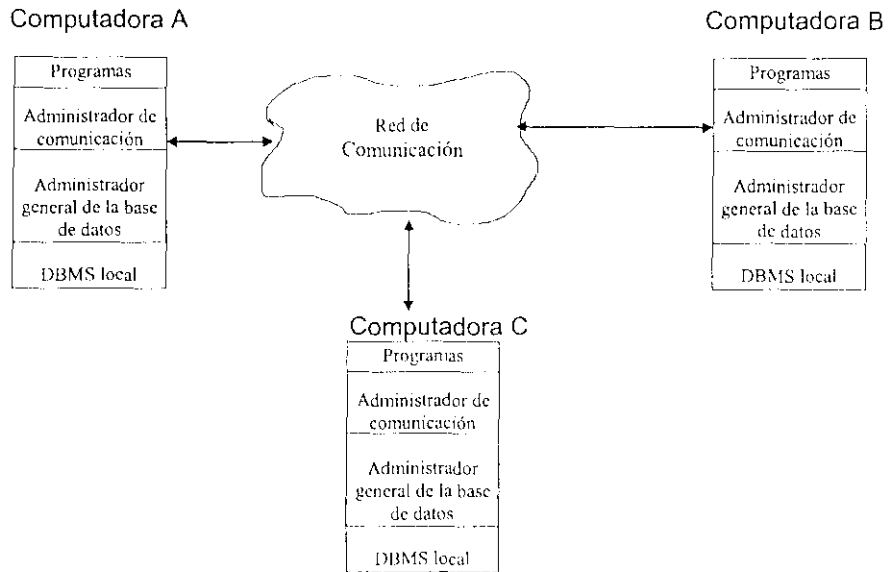 Computadora A
Programas
Administrador de
comunicación
Administrador
general de la base
de datos
DBMS local
Red de
Comunicación
Computadora B
Programas
Administrador de
comunicación
Administrador
general de la base
de datos
DBMS local
Computadora C
Programas
Administrador de
comunicación
Administrador
general de la base
de datos
DBMS local